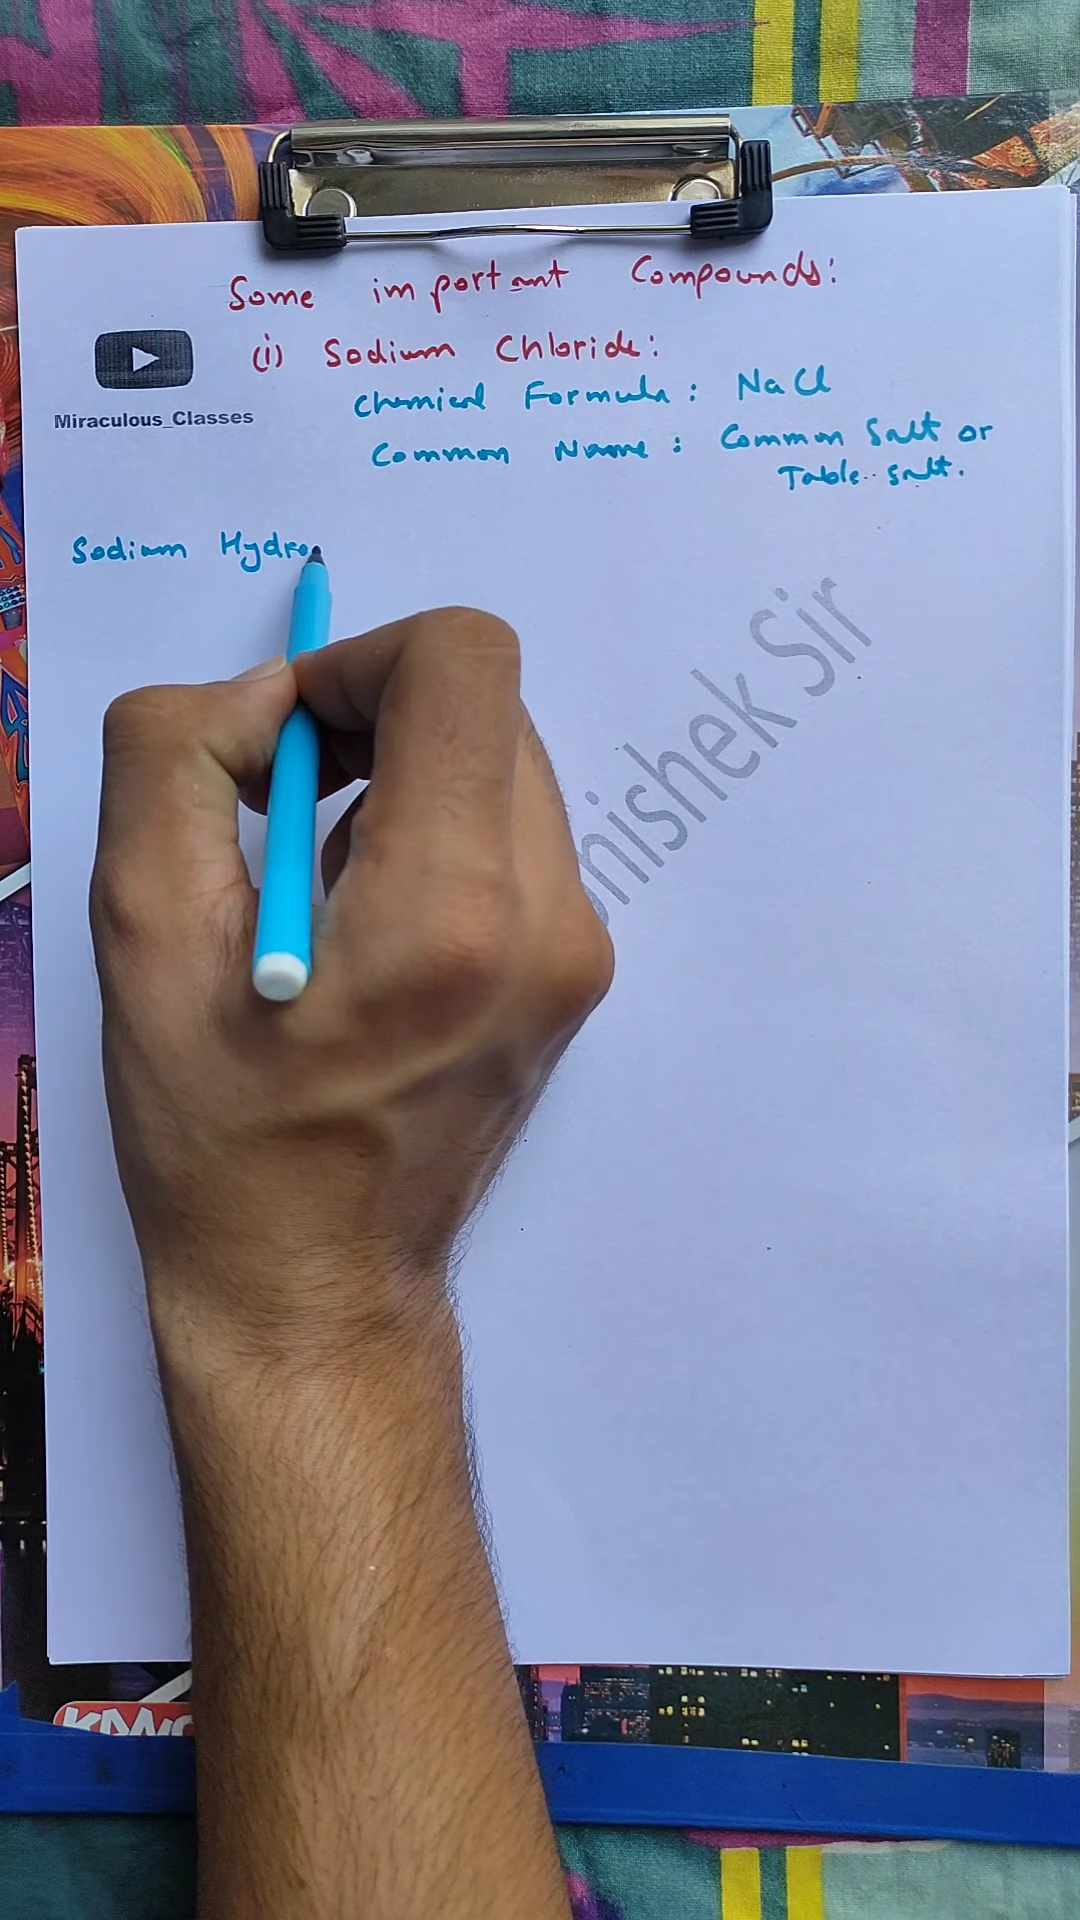 Some important Compounds:
(i) Sodium Chloride:
Chemical Formula: NaCl
Miraculous_Classes
Common Name: Common Salt or
Table salt.
Sodium Hydro
Sir